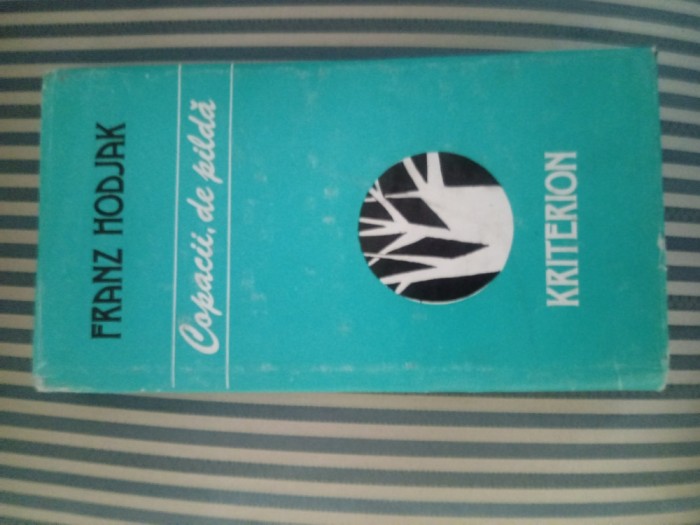 FRANZ HODJAK
Copacii, de pildă
KRITERION